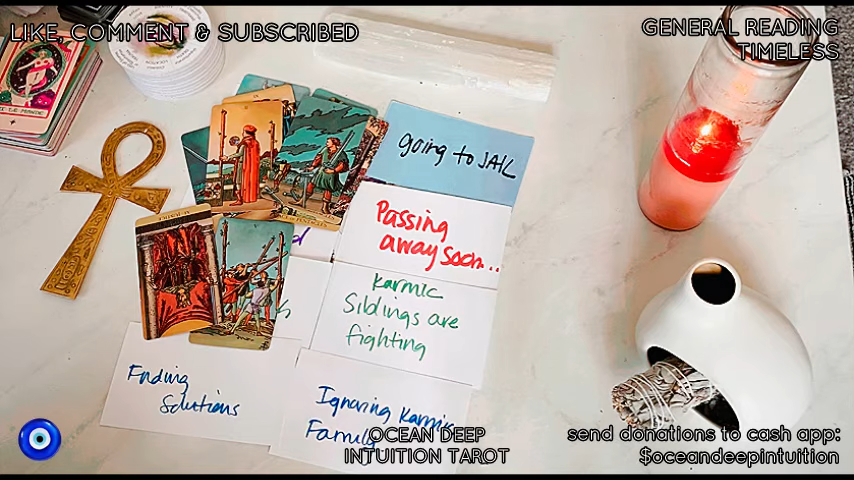 LIKE, COMMENT & SUBSCRIBED
GENERAL READING
TIMELESS
going to JAIL
Passing
away soon..
Karmic
Siblings are
fighting
Finding
Solutions
Ignoring Karmic
Family
OCEAN DEEP
INTUITION TAROT
send donations to cash app:
$oceandeepintuition